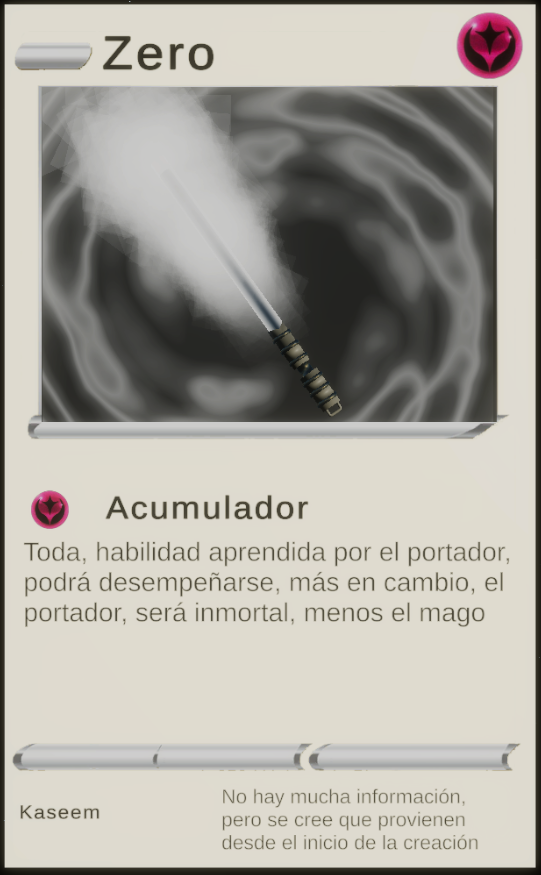 Zero
Acumulador
Toda, habilidad aprendida por el portador,
podrá desempeñarse, más en cambio, el
portador, será inmortal, menos el mago
Kaseem
No hay mucha información,
pero se cree que provienen
desde el inicio de la creación